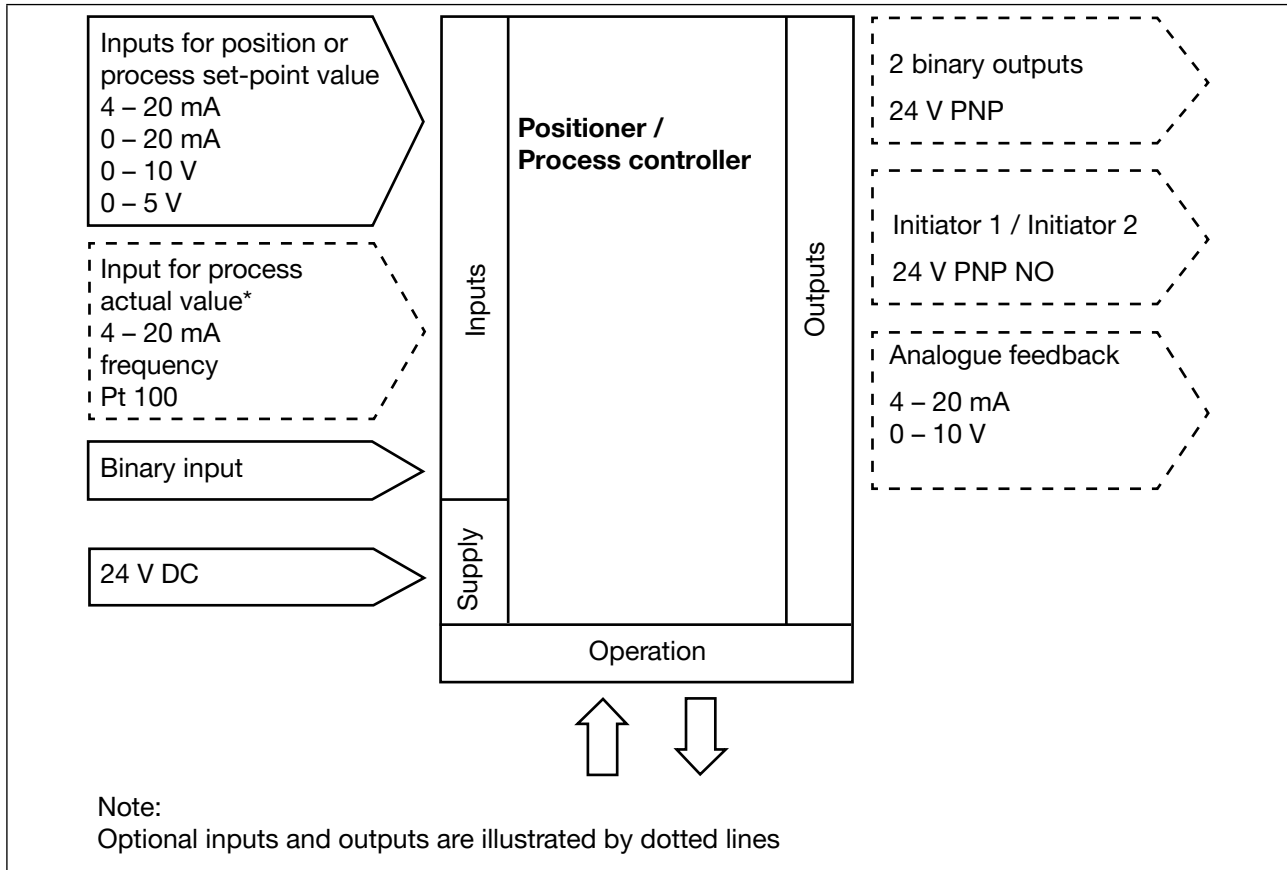 Inputs for position or
process set-point value
4 – 20 mA
0 – 20 mA
0 – 10 V
0 – 5 V
Input for process
actual value*
4 – 20 mA
frequency
Pt 100
Binary input
24 V DC
Inputs
Supply
Positioner /
Process controller
Outputs
Operation
2 binary outputs
24 V PNP
Initiator 1 / Initiator 2
24 V PNP NO
Analogue feedback
4 – 20 mA
0 – 10 V
Note:
Optional inputs and outputs are illustrated by dotted lines